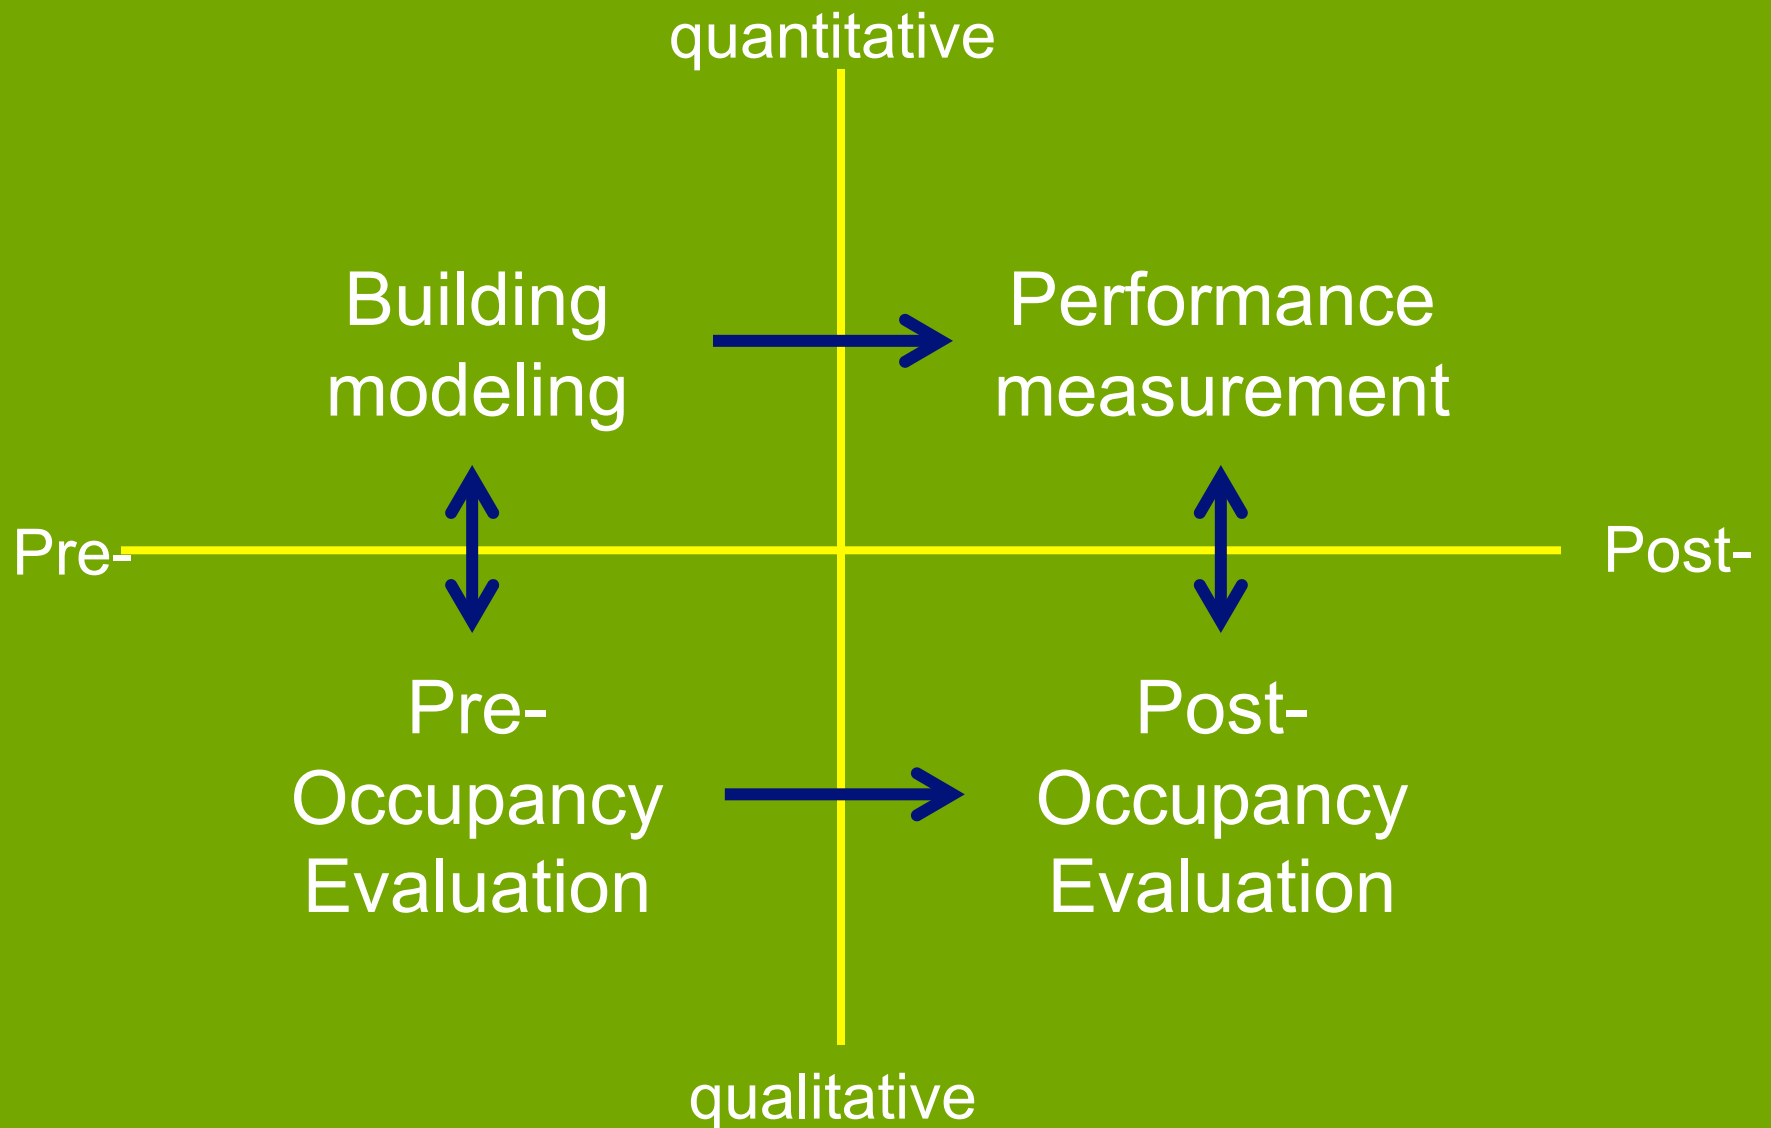 quantitative
Building
modeling
Performance
measurement
Pre-
Post-
Pre-
Occupancy
Evaluation
Post-
Occupancy
Evaluation
qualitative